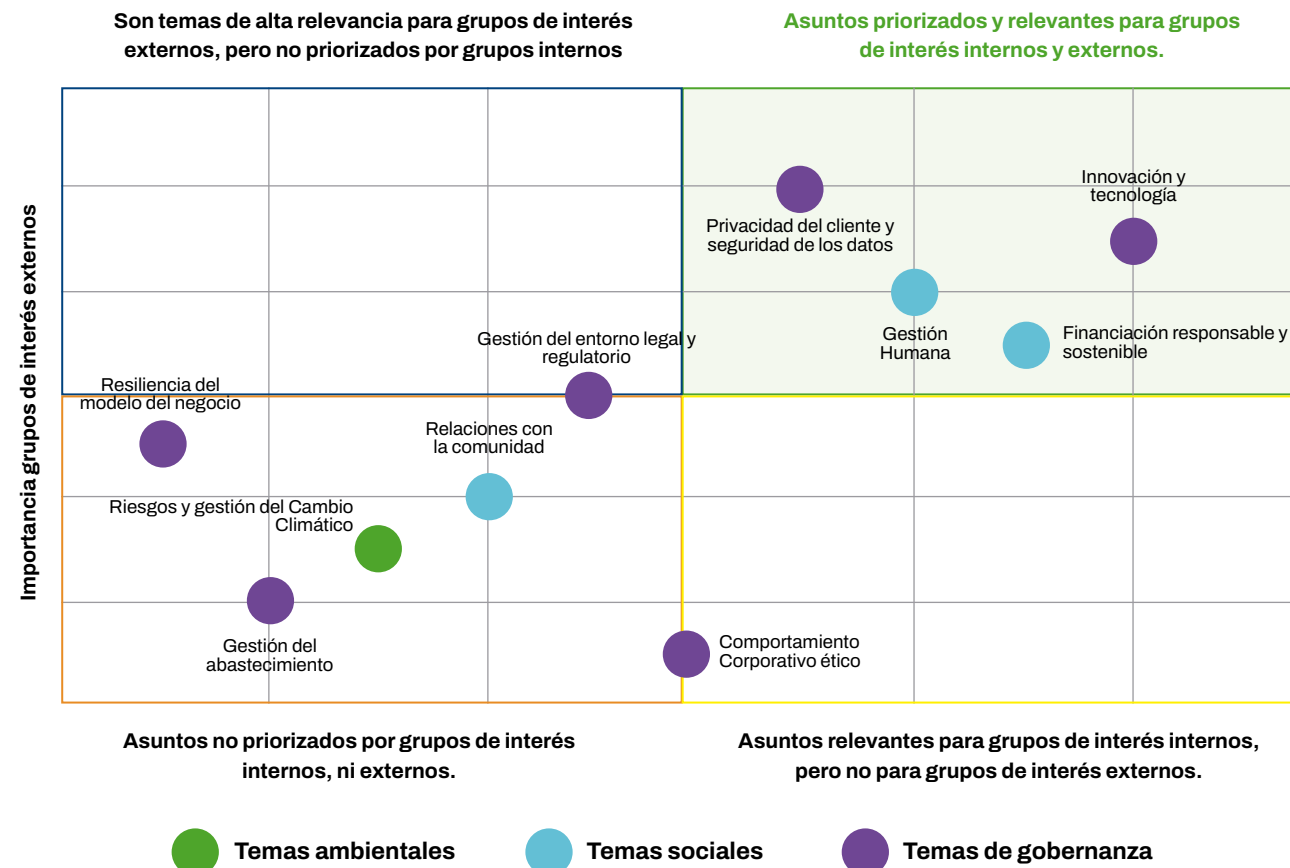 Son temas de alta relevancia para grupos de interés
externos, pero no priorizados por grupos internos
Asuntos priorizados y relevantes para grupos
de interés internos y externos.
Importancia grupos de interés externos
Innovación y
tecnología
Privacidad del cliente y
seguridad de los datos
Gestión
Humana
Financiación responsable y
sostenible
Gestión del entorno legal y
regulatorio
Resiliencia del
modelo del negocio
Relaciones con
la comunidad
Riesgos y gestión del Cambio
Climático
Gestión del
abastecimiento
Comportamiento
Corporativo ético
Asuntos no priorizados por grupos de interés
internos, ni externos.
Asuntos relevantes para grupos de interés internos,
pero no para grupos de interés externos.
Temas ambientales
Temas sociales
Temas de gobernanza